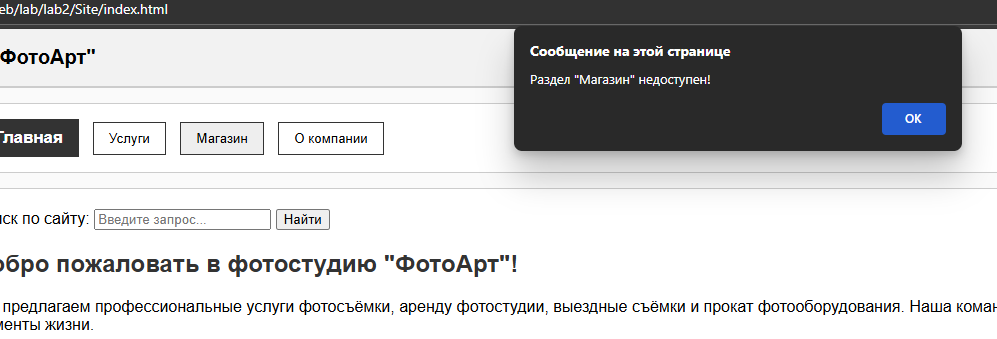 eb/lab/lab2/Site/index.html
ФотоАрт"
Сообщение на этой странице
Раздел "Магазин" недоступен!
ОК
Главная
Услуги
Магазин
О компании
ск по сайту:
Введите запрос...
Найти
обро пожаловать в фотостудию "ФотоАрт"!
предлагаем профессиональные услуги фотосъёмки, аренду фотостудии, выездные съёмки и прокат фотооборудования. Наша кома
менты жизни.